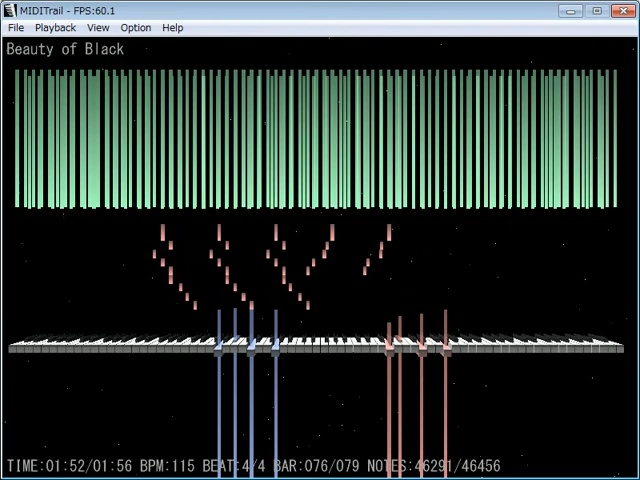 MIDITrail - FPS:60.1
File Playback View Option Help
Beauty of Black
TIME:01:52/01:56 BPM:115 BEAT:4/4 BAR:076/079 NOTES:46291/46456